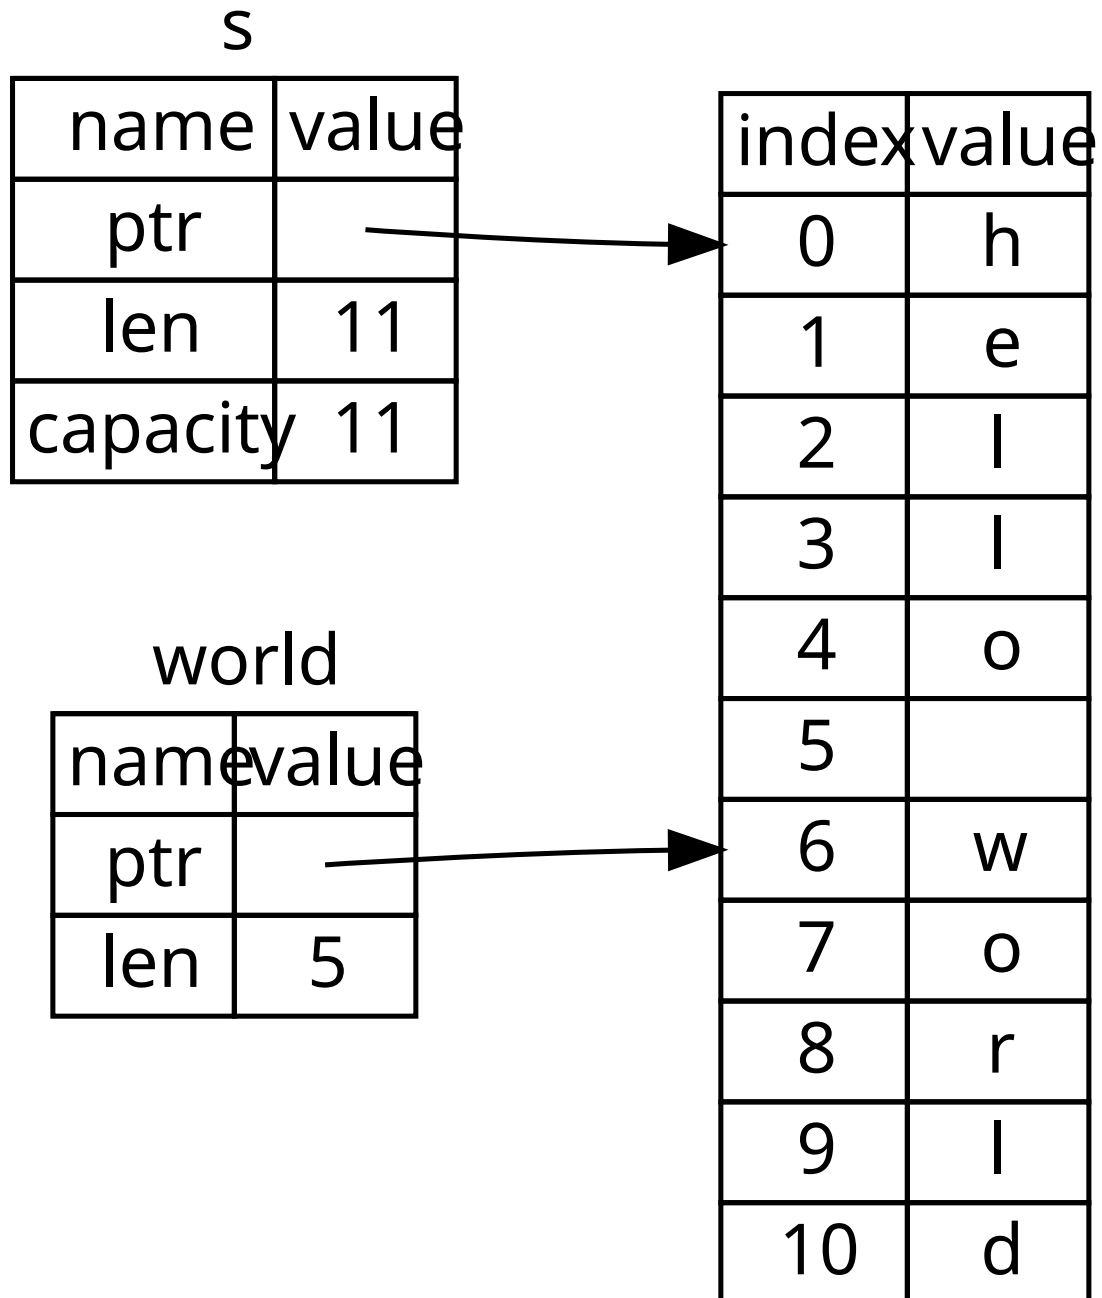 s
name value
ptr
len 11
capacity 11
world
name value
ptr
len 5
index value
0 h
1 e
2 l
3 l
4 o
5
6 w
7 o
8 r
9 l
10 d